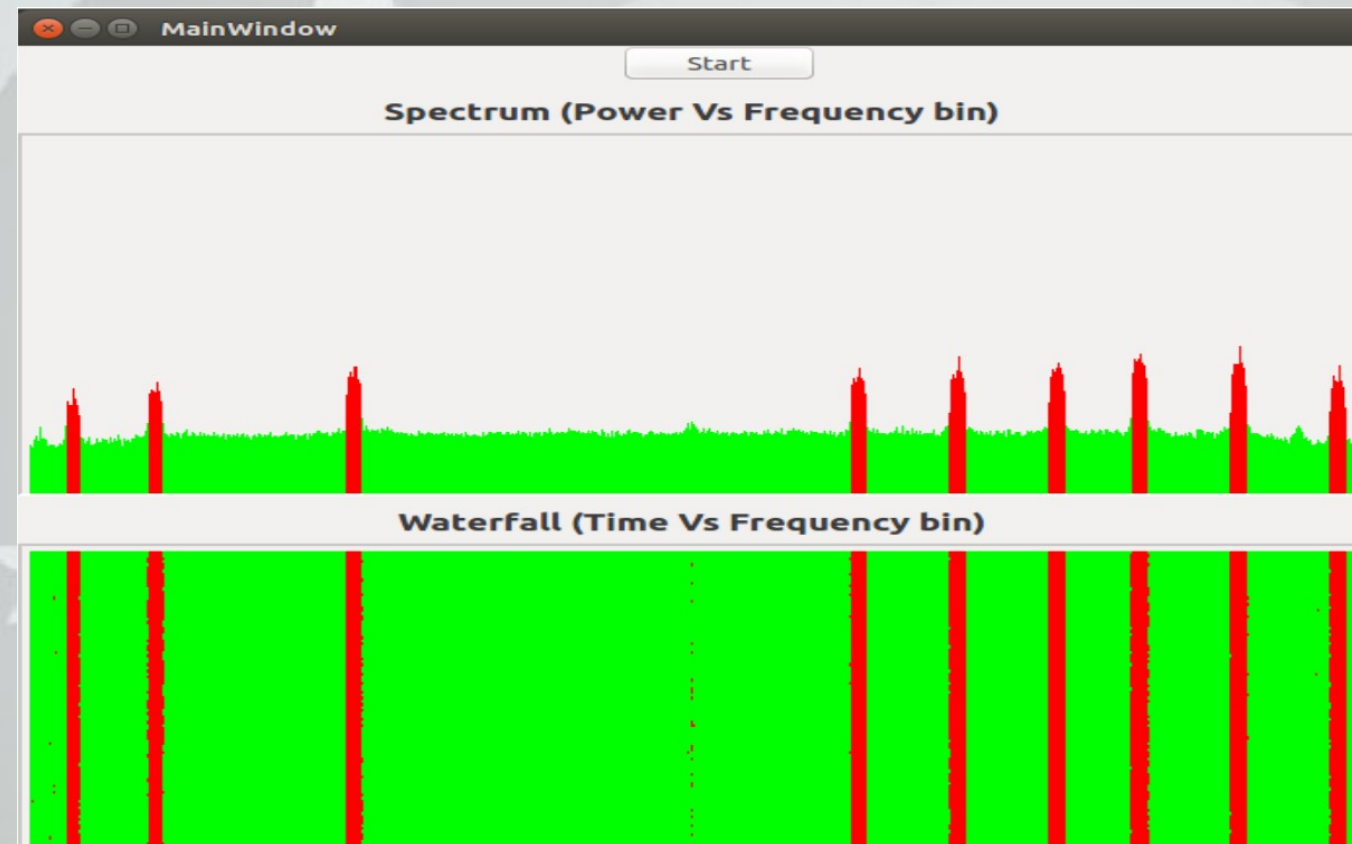 MainWindow
Start
Spectrum (Power Vs Frequency bin)
Waterfall (Time Vs Frequency bin)